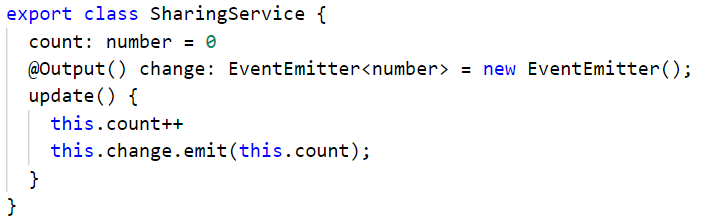 export class SharingService {
  count: number = 0
  @Output() change: EventEmitter<number> = new EventEmitter();
  update() {
    this.count++
    this.change.emit(this.count);
  }
}